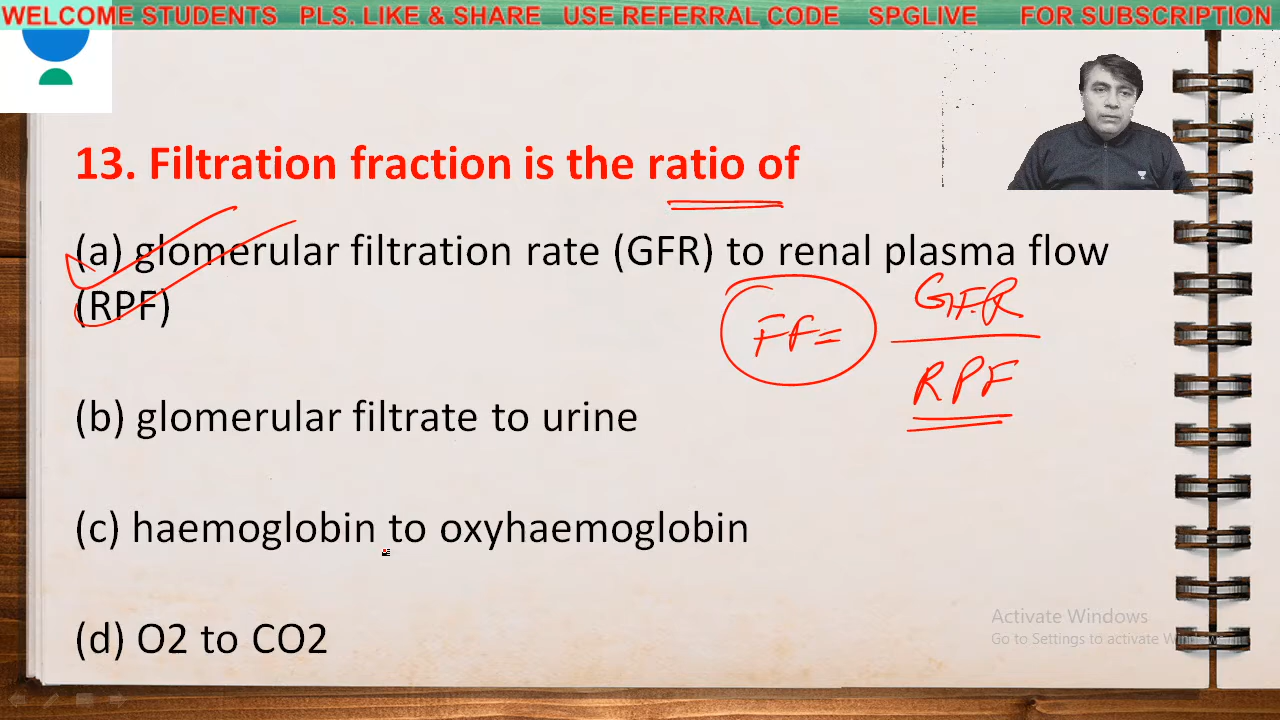 WELCOME STUDENTS PLS. LIKE & SHARE USE REFERRAL CODE SPGLIVE FOR SUBSCRIPTION
13. Filtration fraction is the ratio of
(a) glomerular filtration rate (GFR) to renal plasma flow
(RPF)
FF = GFR
RPF
(b) glomerular filtrate to urine
(c) haemoglobin to oxyhaemoglobin
(d) O2 to CO2
Activate Windows
Go to Settings to activate Windows.